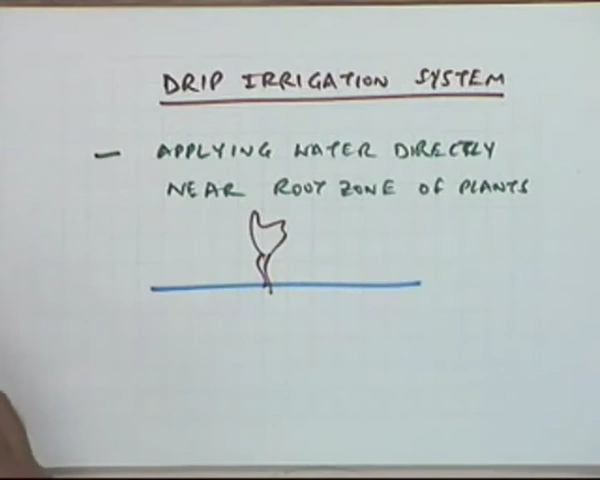 DRIP IRRIGATION SYSTEM
— APPLYING WATER DIRECTLY
NEAR ROOT ZONE OF PLANTS